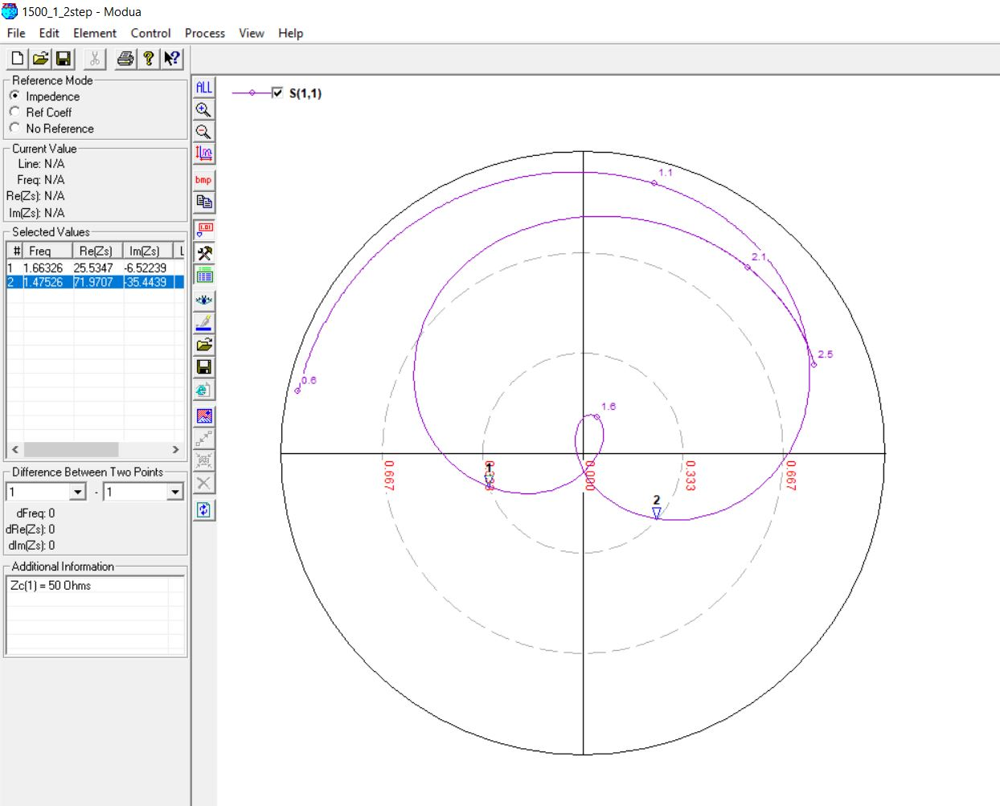 1500_1_2step - Modua
File Edit Element Control Process View Help
Reference Mode
Impedence
Ref Coeff
No Reference
Current Value
Line: N/A
Freq: N/A
Re(Zs): N/A
Im(Zs): N/A
Selected Values
# Freq Re(Zs) Im(Zs) L
1 1.66326 25.5347 -6.52239
2 1.47526 71.9707 -35.4439
Difference Between Two Points
1 - 1
dFreq: 0
dRe(Zs): 0
dIm(Zs): 0
Additional Information
Zc(1) = 50 Ohms
ALL
bmp
1.01
S(1,1)
1.1
2.1
2.5
0.6
1.6
1
2
0.667
0.333
0.000
0.333
0.667